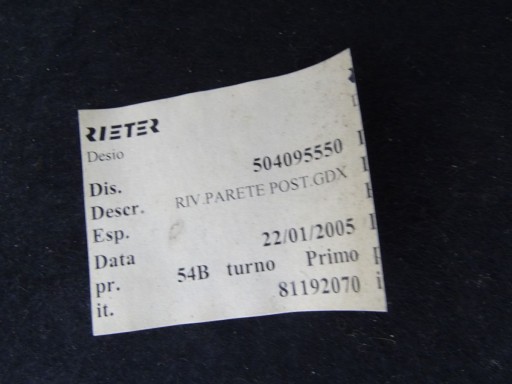 RIETER
Desio
Dis. 504095550
Descr. RIV.PARETE POST.GDX
Esp.
Data 22/01/2005
pr. 54B turno Primo
it. 81192070